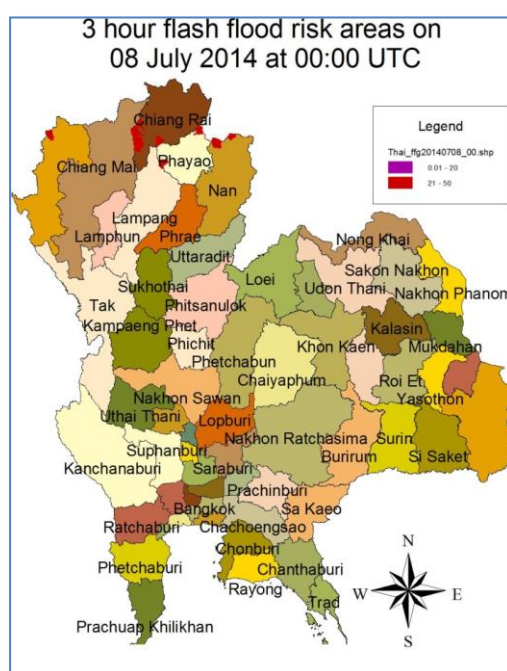 3 hour flash flood risk areas on
08 July 2014 at 00:00 UTC
Legend
Thai_ffg20140708_00.shp
0.01 - 20
21 - 50
Chiang Rai
Chiang Mai
Phayao
Nan
Lampang
Lamphun
Phrae
Nong Khai
Uttaradit
Loei
Sakon Nakhon
Sukhothai
Udon Thani
Nakhon Phanom
Tak
Phitsanulok
Kampaeng Phet
Kalasin
Mukdahan
Phichit
Khon Kaen
Phetchabun
Chaiyaphum
Roi Et
Yasothon
Nakhon Sawan
Uthai Thani
Lopburi
Nakhon Ratchasima
Surin
Suphanburi
Burirum
Si Saket
Kanchanaburi
Saraburi
Prachinburi
Bangkok
Sa Kaeo
Ratchaburi
Chachoengsao
Chonburi
Phetchaburi
Chanthaburi
Rayong
Trad
Prachuap Khilikhan
N
W
E
S